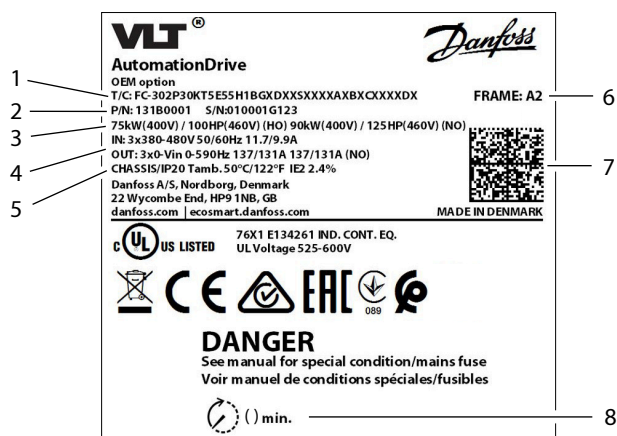 VLT®
Danfoss
AutomationDrive
OEM option
1
T/C: FC-302P30KT5E55H1BGXDXXSXXXXAXBXCXXXXDX
FRAME: A2
6
2
P/N: 131B0001 S/N:010001G123
3
75kW(400V) / 100HP(460V) (HO) 90kW(400V) / 125HP(460V) (NO)
IN: 3x380-480V 50/60Hz 11.7/9.9A
4
OUT: 3x0-Vin 0-590Hz 137/131A 137/131A (NO)
7
5
CHASSIS/IP20 Tamb. 50°C/122°F IE2 2.4%
Danfoss A/S, Nordborg, Denmark
22 Wycombe End, HP9 1NB, GB
danfoss.com | ecosmart.danfoss.com
MADE IN DENMARK
c UL US LISTED
76X1 E134261 IND. CONT. EQ.
UL Voltage 525-600V
CE EAC
089
DANGER
See manual for special condition/mains fuse
Voir manuel de conditions spéciales/fusibles
( ) min.
8